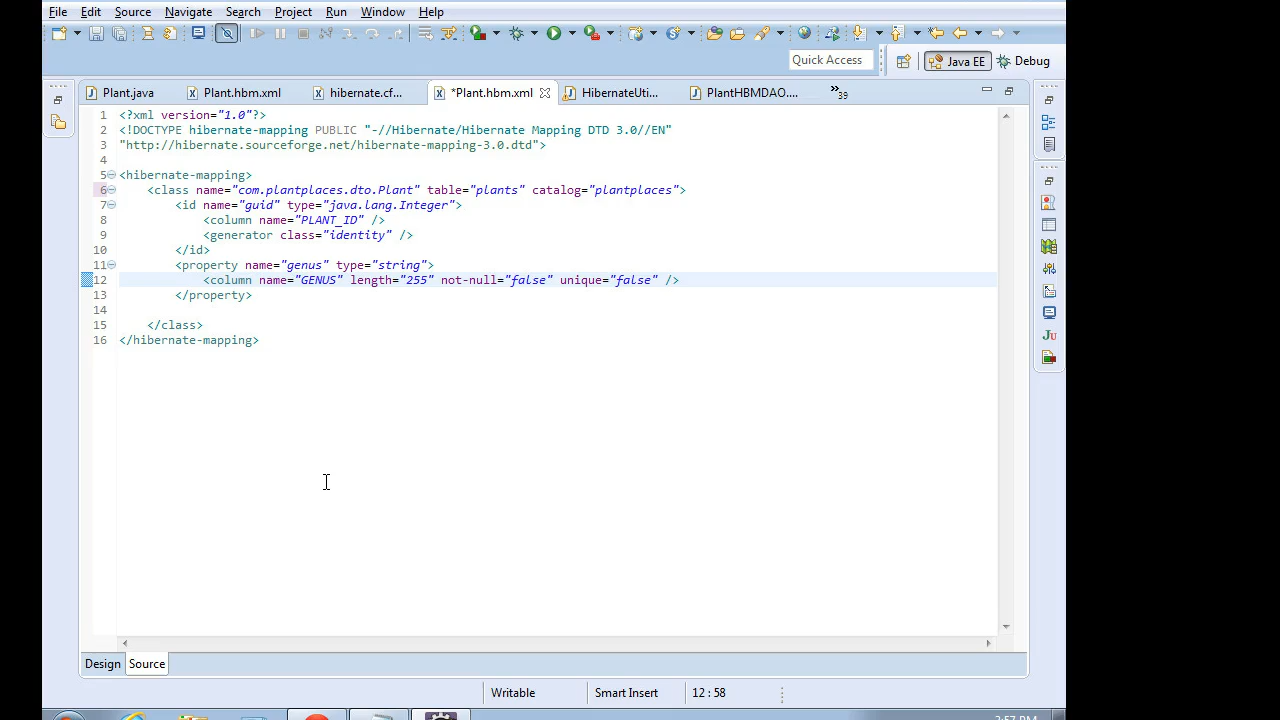 File Edit Source Navigate Search Project Run Window Help
Quick Access Java EE Debug
Plant.java Plant.hbm.xml hibernate.cf... *Plant.hbm.xml HibernateUti... PlantHBMDAO.... »39
1 <?xml version="1.0"?>
2 <!DOCTYPE hibernate-mapping PUBLIC "-//Hibernate/Hibernate Mapping DTD 3.0//EN"
3 "http://hibernate.sourceforge.net/hibernate-mapping-3.0.dtd">
4
5 <hibernate-mapping>
6 <class name="com.plantplaces.dto.Plant" table="plants" catalog="plantplaces">
7 <id name="guid" type="java.lang.Integer">
8 <column name="PLANT_ID" />
9 <generator class="identity" />
10 </id>
11 <property name="genus" type="string">
12 <column name="GENUS" length="255" not-null="false" unique="false" />
13 </property>
14
15 </class>
16 </hibernate-mapping>
Design Source
Writable Smart Insert 12 : 58
2:57 PM